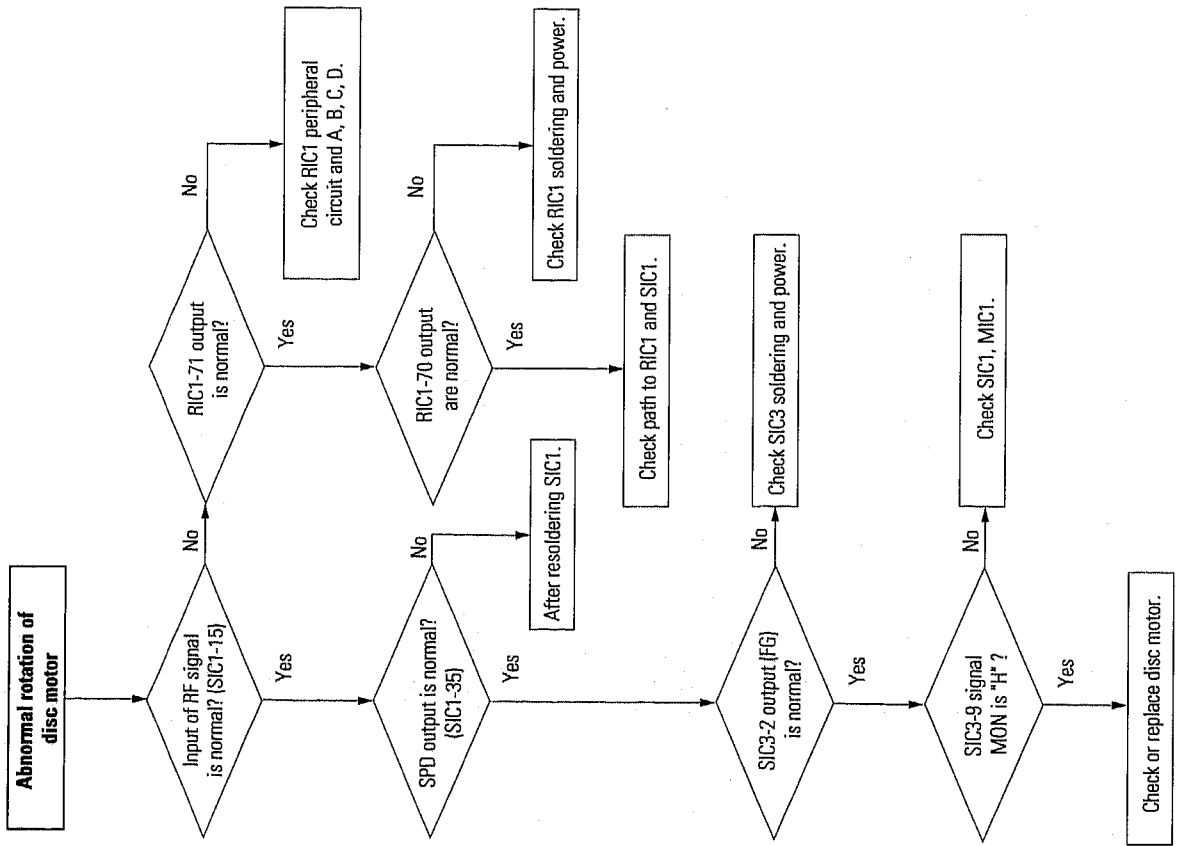 Abnormal rotation of
disc motor
Input of RF signal
is normal? (SIC1-15)
No
Yes
RIC1-71 output
is normal?
No
Yes
Check RIC1 peripheral
circuit and A, B, C, D.
SPD output is normal?
(SIC1-35)
No
Yes
After resoldering SIC1.
RIC1-70 output
are normal?
No
Yes
Check RIC1 soldering and power.
Check path to RIC1 and SIC1.
SIC3-2 output (FG)
is normal?
No
Yes
Check SIC3 soldering and power.
SIC3-9 signal
MON is "H" ?
No
Yes
Check SIC1, MIC1.
Check or replace disc motor.